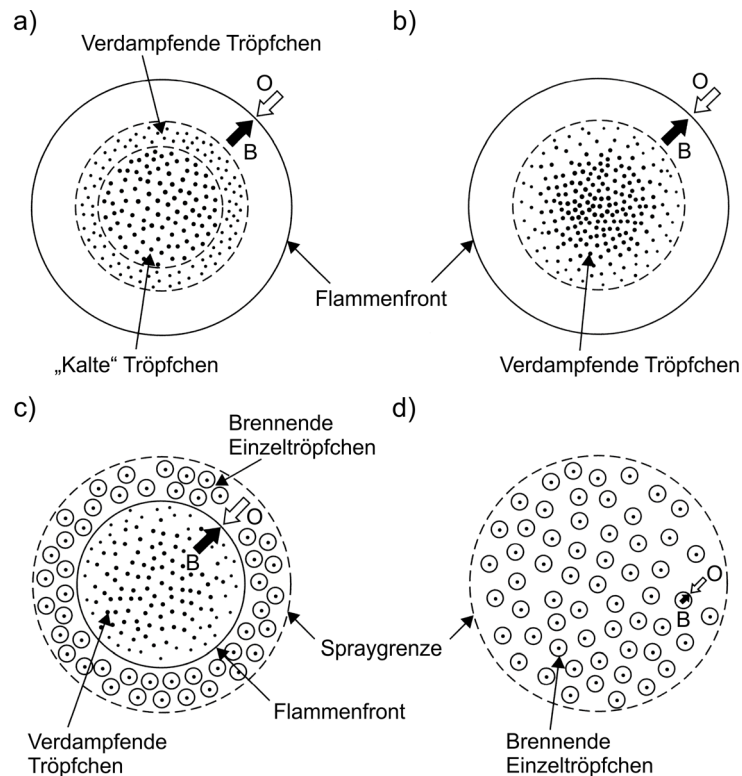 a)
Verdampfende Tröpfchen
O
B
„Kalte“ Tröpfchen
b)
O
B
Flammenfront
Verdampfende Tröpfchen
c)
Brennende
Einzeltröpfchen
O
B
Spraygrenze
Flammenfront
Verdampfende
Tröpfchen
d)
O
B
Brennende
Einzeltröpfchen